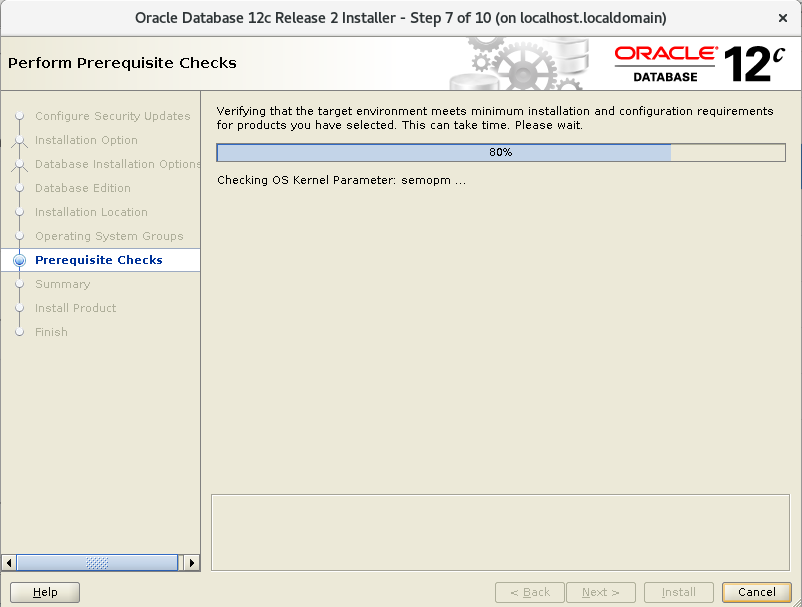 Oracle Database 12c Release 2 Installer - Step 7 of 10 (on localhost.localdomain)
Perform Prerequisite Checks
ORACLE
DATABASE
12c
Configure Security Updates
Installation Option
Database Installation Options
Database Edition
Installation Location
Operating System Groups
Prerequisite Checks
Summary
Install Product
Finish
Verifying that the target environment meets minimum installation and configuration requirements
for products you have selected. This can take time. Please wait.
80%
Checking OS Kernel Parameter: semopm ...
Help
< Back
Next >
Install
Cancel